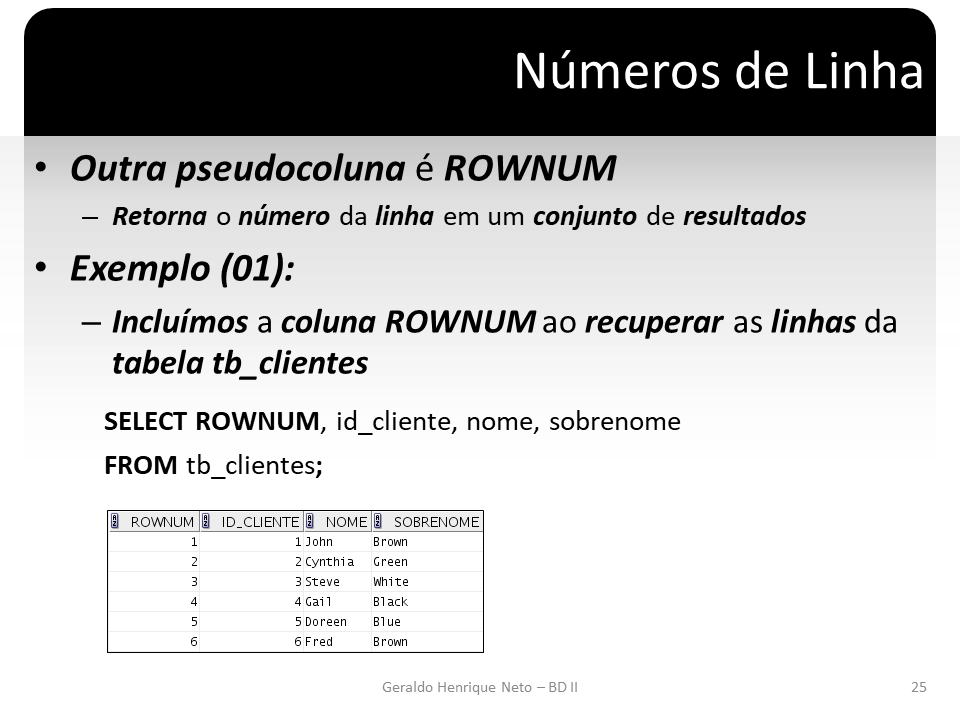 Números de Linha
• Outra pseudocoluna é ROWNUM
– Retorna o número da linha em um conjunto de resultados
• Exemplo (01):
– Incluímos a coluna ROWNUM ao recuperar as linhas da
tabela tb_clientes
SELECT ROWNUM, id_cliente, nome, sobrenome
FROM tb_clientes;
ROWNUM ID_CLIENTE NOME SOBRENOME
1 1 John Brown
2 2 Cynthia Green
3 3 Steve White
4 4 Gail Black
5 5 Doreen Blue
6 6 Fred Brown
Geraldo Henrique Neto – BD II 25